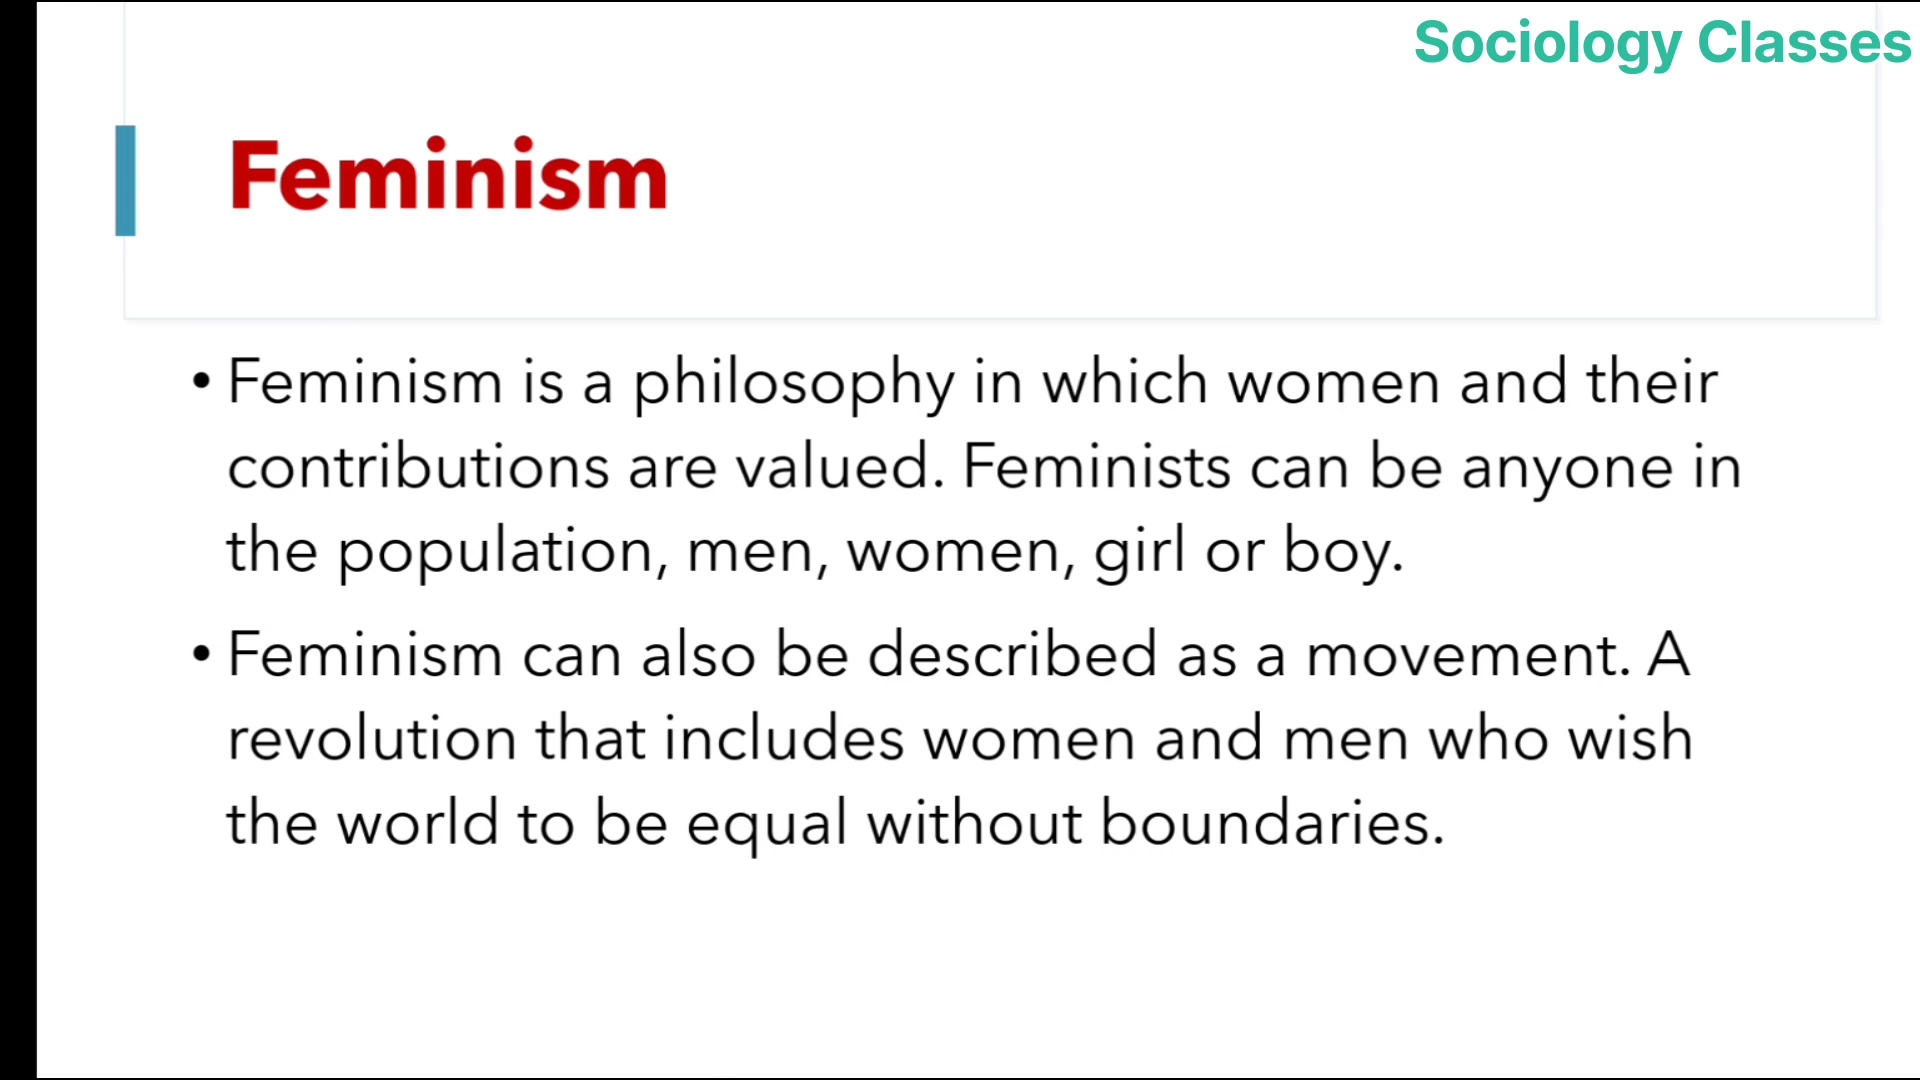 Sociology Classes
Feminism
• Feminism is a philosophy in which women and their
contributions are valued. Feminists can be anyone in
the population, men, women, girl or boy.
• Feminism can also be described as a movement. A
revolution that includes women and men who wish
the world to be equal without boundaries.